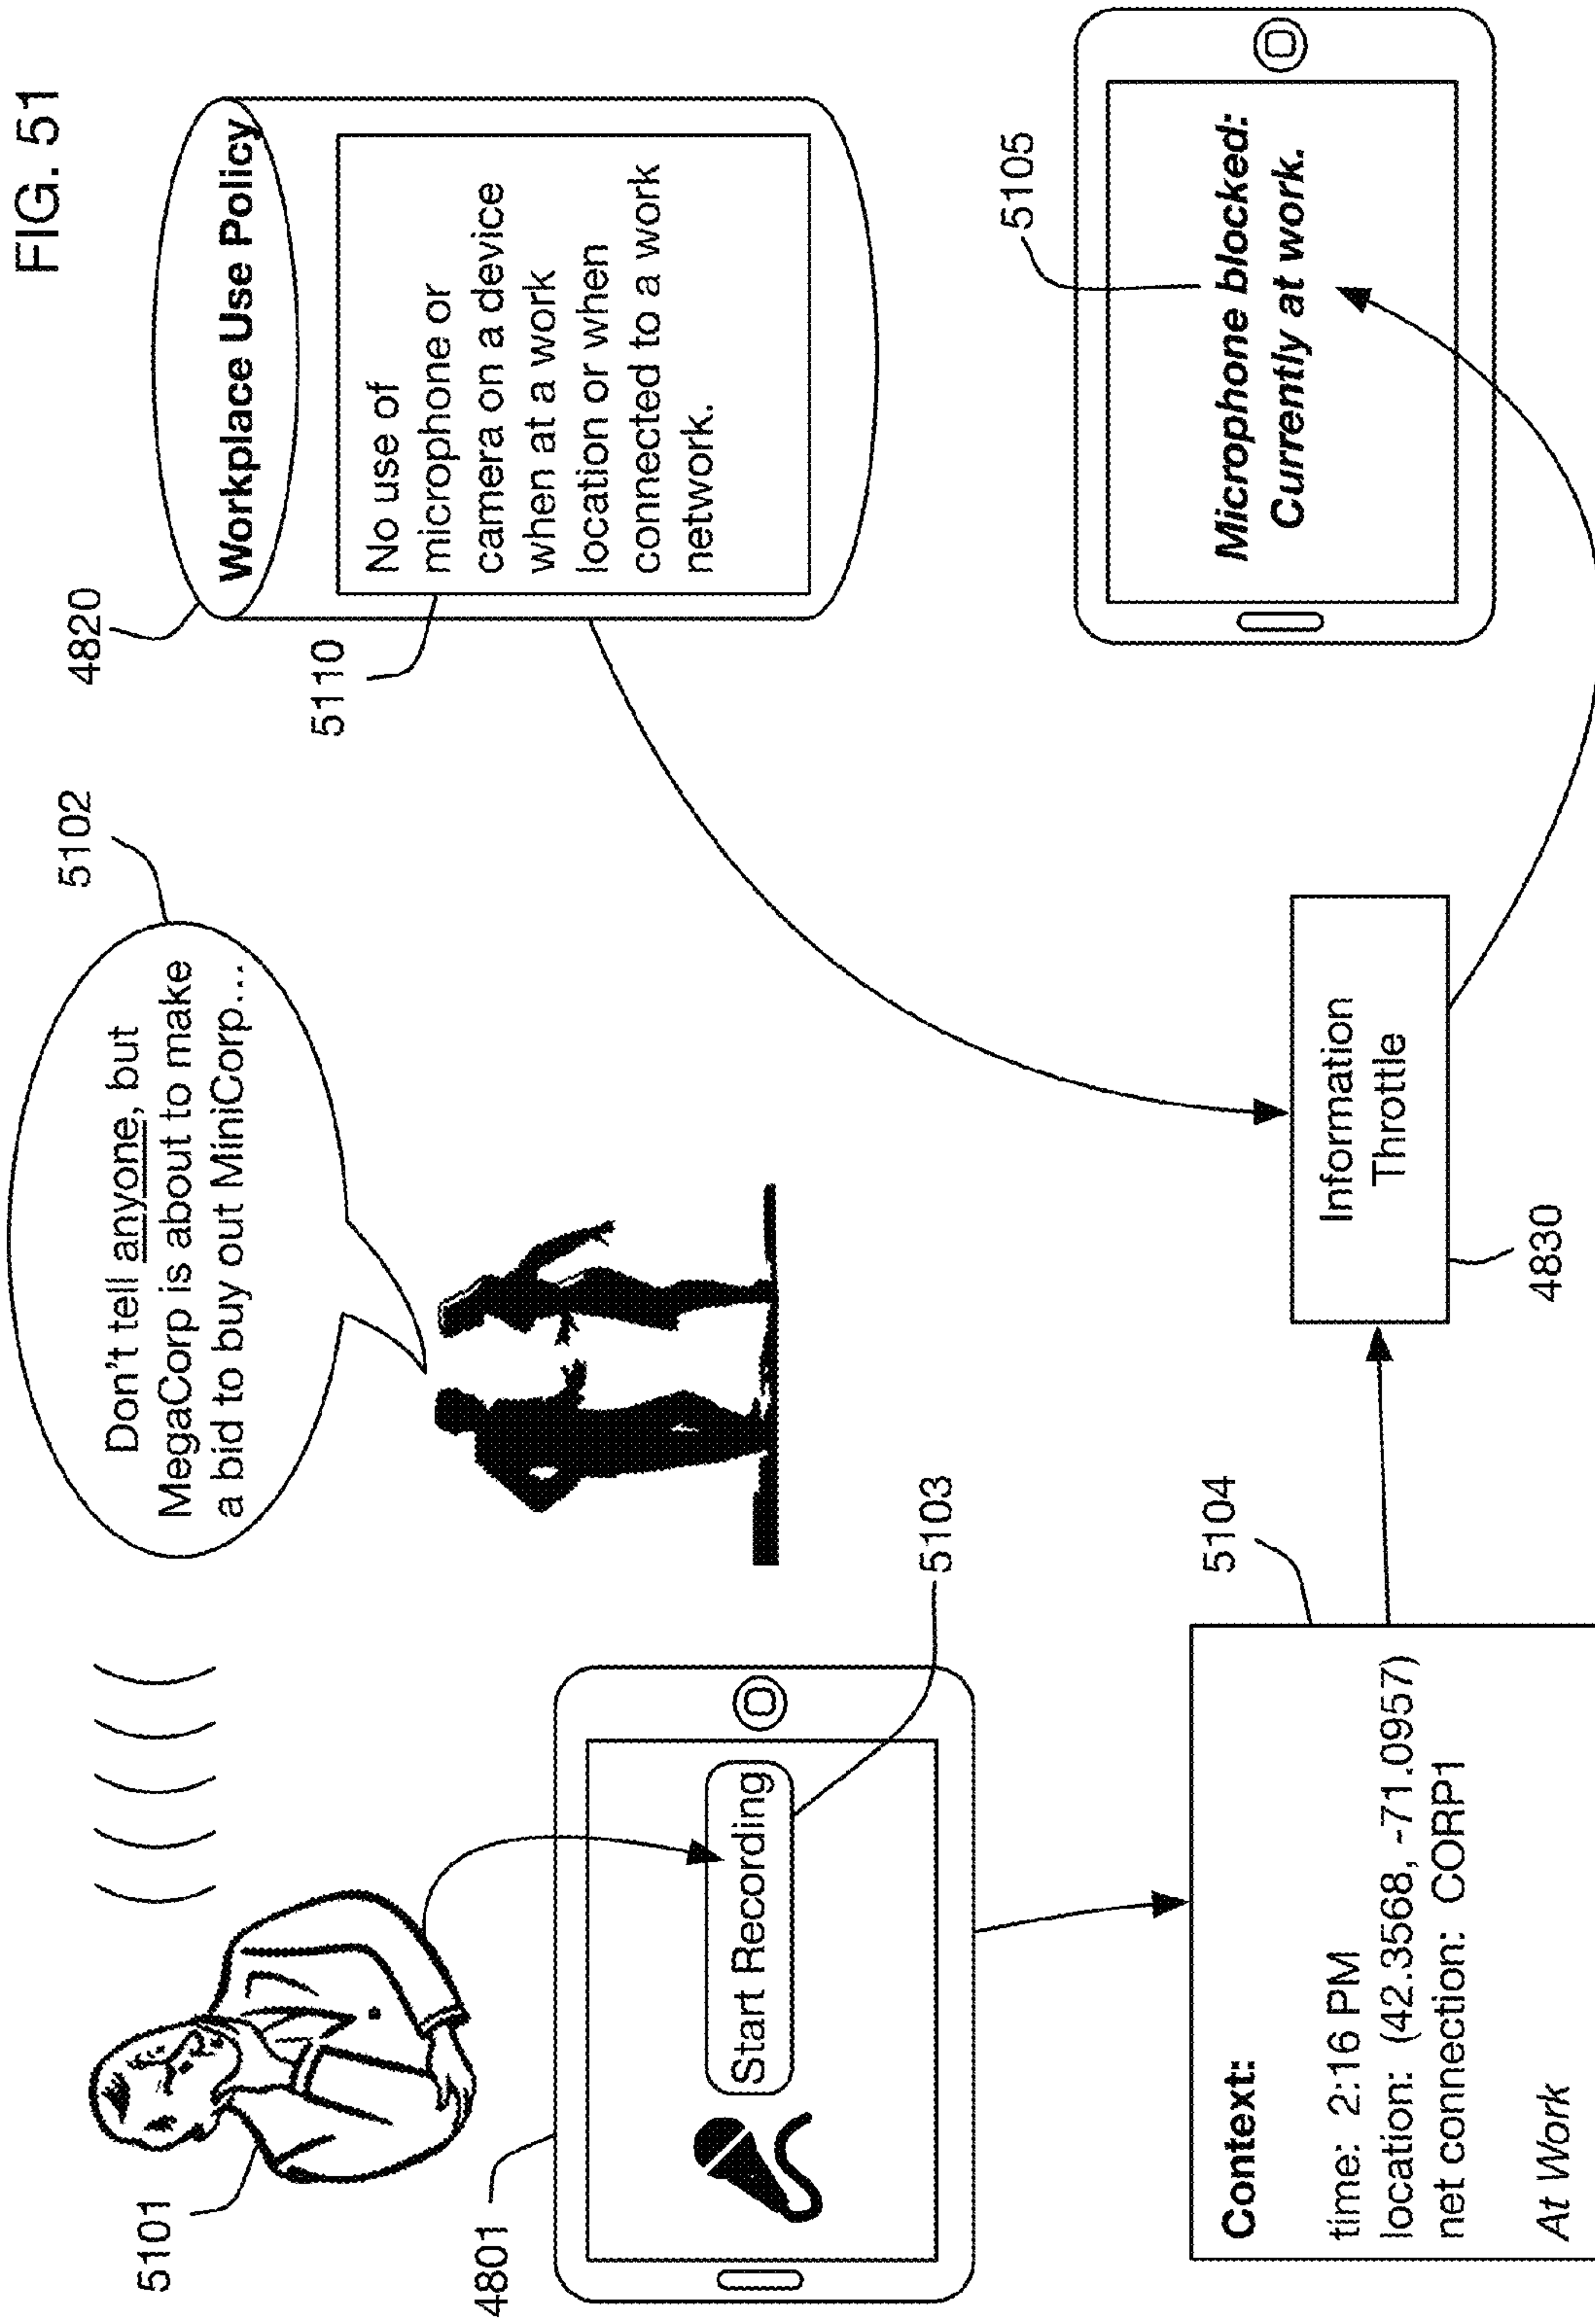 FIG. 51
5102
Don't tell anyone, but
MegaCorp is about to make
a bid to buy out MiniCorp...
4820
Workplace Use Policy
5110
No use of
microphone or
camera on a device
when at a work
location or when
connected to a work
network.
5101
4801
Start Recording
5103
5104
Context:
time: 2:16 PM
location: (42.3568, -71.0957)
net connection: CORP1
At Work
Information
Throttle
4830
5105
Microphone blocked:
Currently at work.